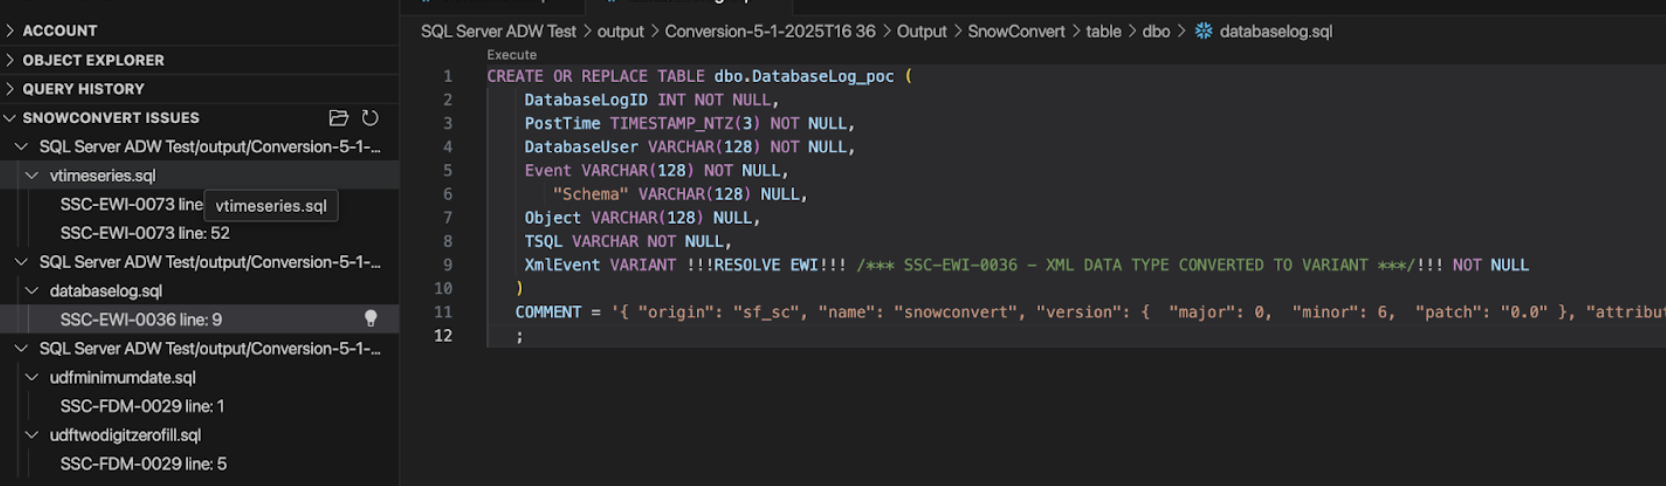 ACCOUNT
OBJECT EXPLORER
QUERY HISTORY
SNOWCONVERT ISSUES
SQL Server ADW Test/output/Conversion-5-1-...
vtimeseries.sql
SSC-EWI-0073 line
vtimeseries.sql
SSC-EWI-0073 line: 52
SQL Server ADW Test/output/Conversion-5-1-...
databaselog.sql
SSC-EWI-0036 line: 9
SQL Server ADW Test/output/Conversion-5-1-...
udfminimumdate.sql
SSC-FDM-0029 line: 1
udftwodigitzerofill.sql
SSC-FDM-0029 line: 5
SQL Server ADW Test > output > Conversion-5-1-2025T16 36 > Output > SnowConvert > table > dbo > databaselog.sql
Execute
1 CREATE OR REPLACE TABLE dbo.DatabaseLog_poc (
2 DatabaseLogID INT NOT NULL,
3 PostTime TIMESTAMP_NTZ(3) NOT NULL,
4 DatabaseUser VARCHAR(128) NOT NULL,
5 Event VARCHAR(128) NOT NULL,
6 "Schema" VARCHAR(128) NULL,
7 Object VARCHAR(128) NULL,
8 TSQL VARCHAR NOT NULL,
9 XmlEvent VARIANT !!!RESOLVE EWI!!! /*** SSC-EWI-0036 - XML DATA TYPE CONVERTED TO VARIANT ***/!!! NOT NULL
10 )
11 COMMENT = '{ "origin": "sf_sc", "name": "snowconvert", "version": { "major": 0, "minor": 6, "patch": "0.0" }, "attribut
12 ;